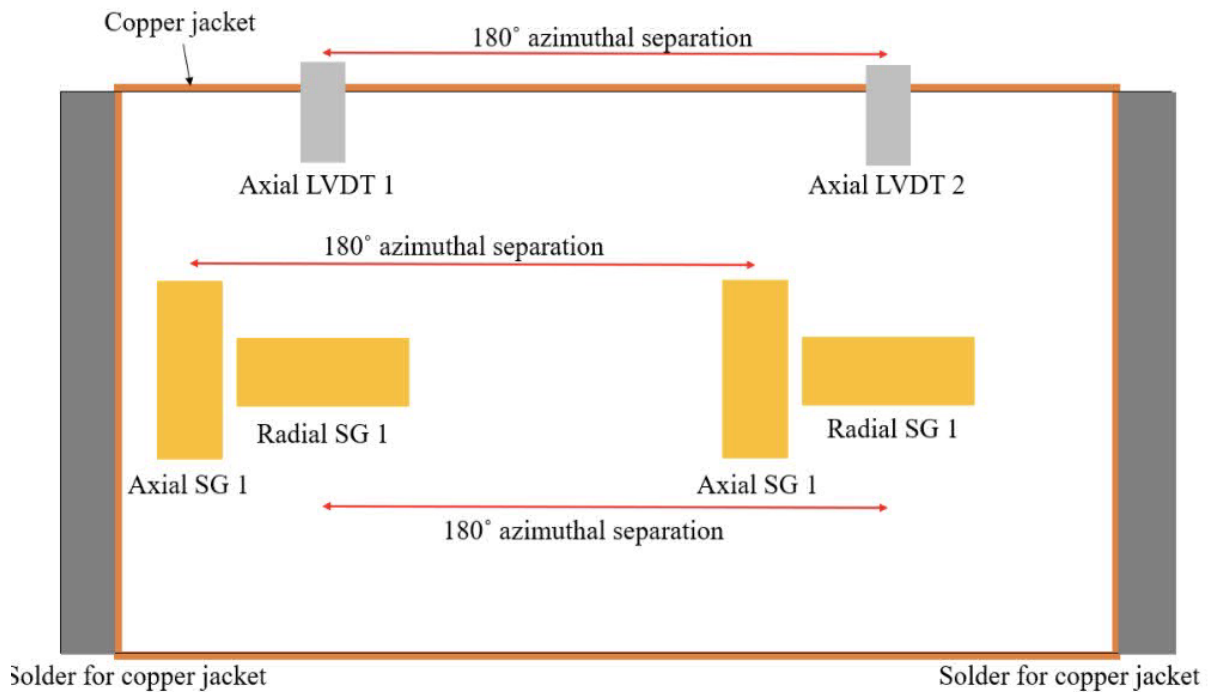 Copper jacket
180˚ azimuthal separation
Axial LVDT 1
Axial LVDT 2
180˚ azimuthal separation
Radial SG 1
Radial SG 1
Axial SG 1
Axial SG 1
180˚ azimuthal separation
Solder for copper jacket
Solder for copper jacket